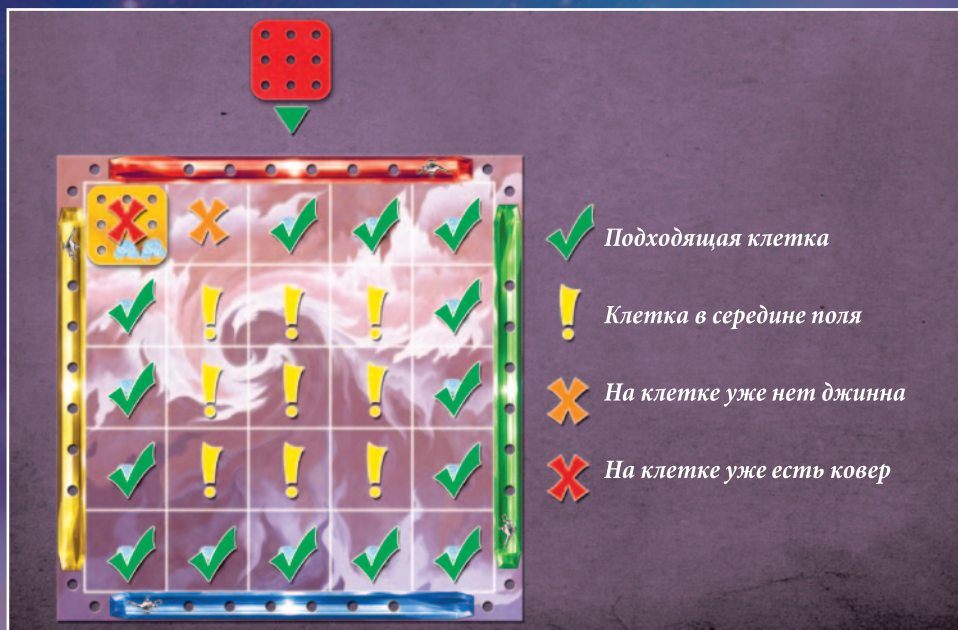 Подходящая клетка
Клетка в середине поля
На клетке уже нет джинна
На клетке уже есть ковер